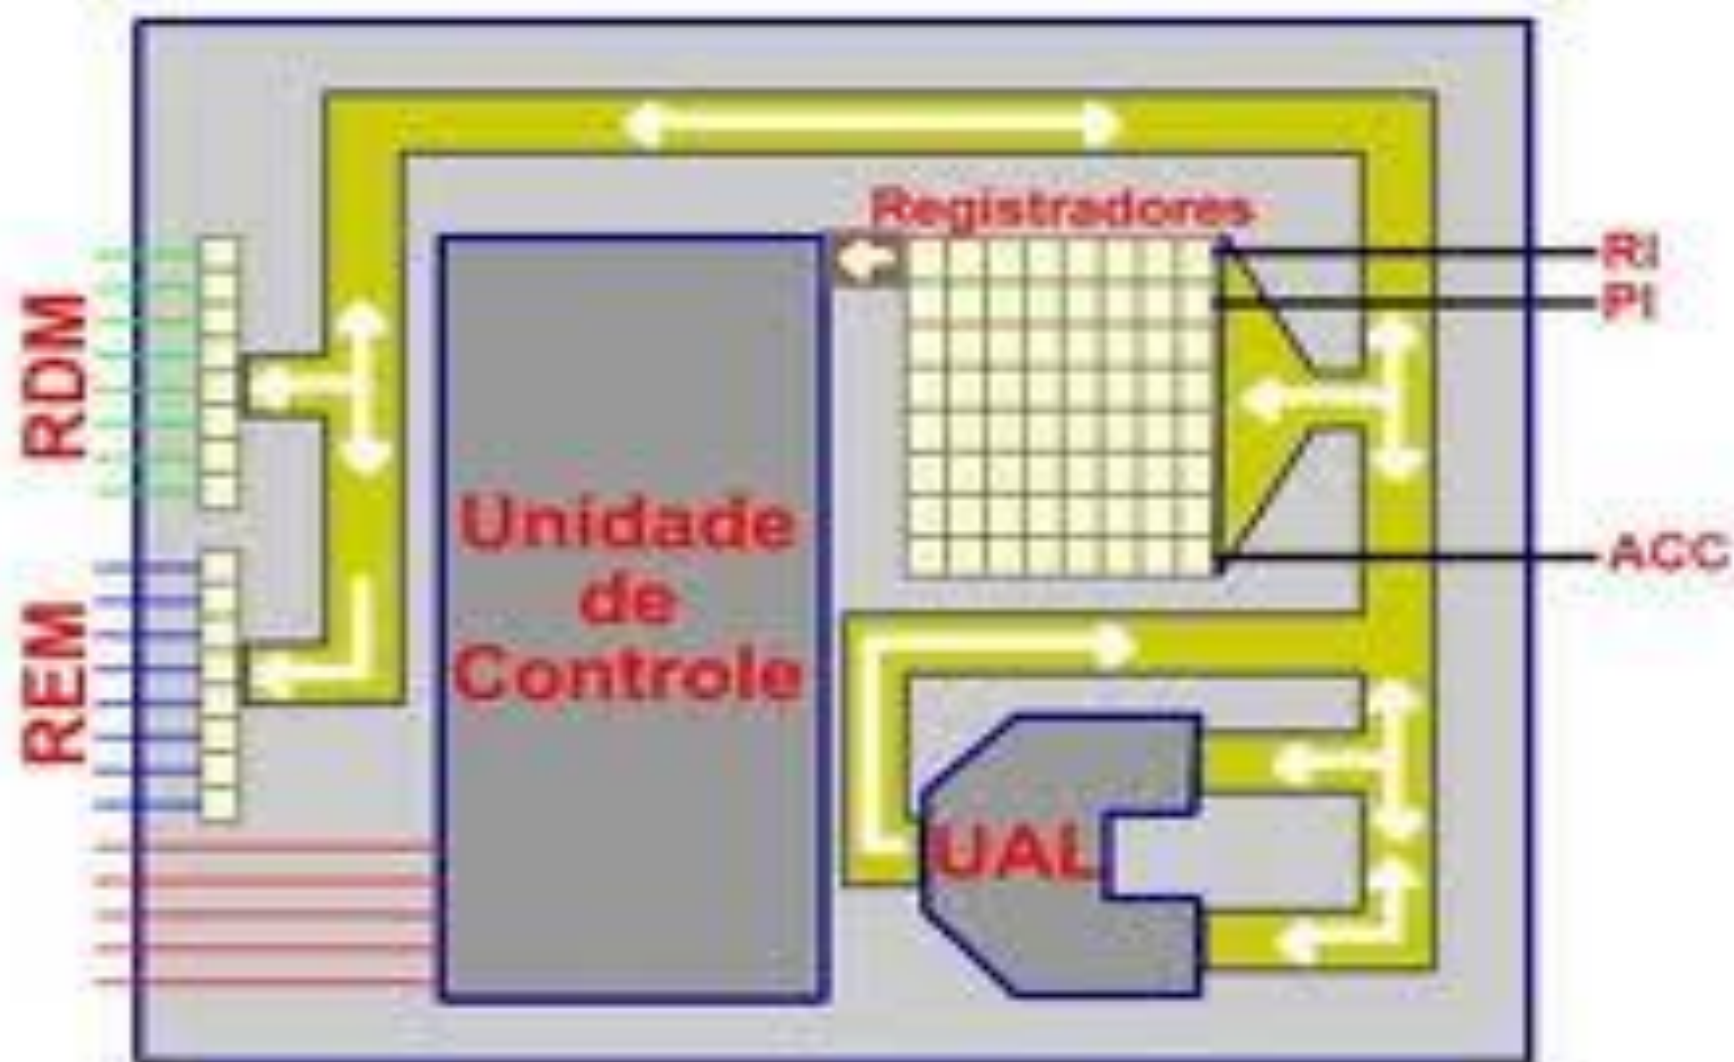 Registradores
RI
PI
RDM
Unidade
de
Controle
ACC
REM
UAL